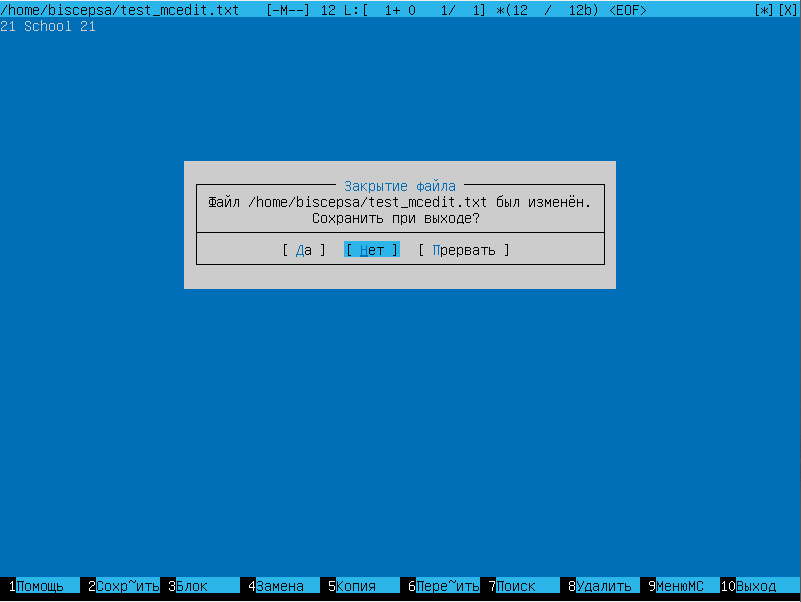 /home/biscepsa/test_mcedit.txt [-M--] 12 L:[ 1+ 0 1/ 1] *(12 / 12b) <EOF> [*][X]
21 School 21
Закрытие файла
Файл /home/biscepsa/test_mcedit.txt был изменён.
Сохранить при выходе?
[ Да ] [ Нет ] [ Прервать ]
1Помощь 2Сохр~ить 3Блок 4Замена 5Копия 6Пере~ить 7Поиск 8Удалить 9МенюMC 10Выход